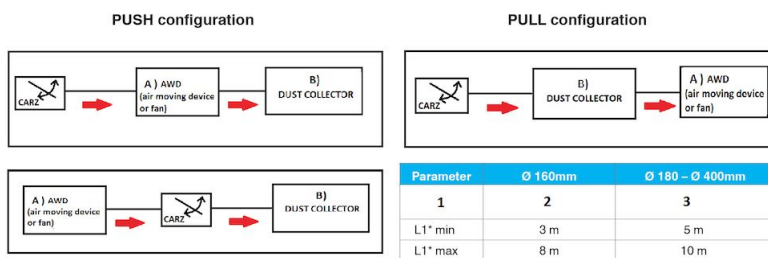 PUSH configuration
CARZ
A ) AWD
(air moving device
or fan)
B)
DUST COLLECTOR
A ) AWD
(air moving device
or fan)
CARZ
B)
DUST COLLECTOR
PULL configuration
CARZ
B)
DUST COLLECTOR
A ) AWD
(air moving device
or fan)
Parameter Ø 160mm Ø 180 – Ø 400mm
1 2 3
L1* min 3 m 5 m
L1* max 8 m 10 m